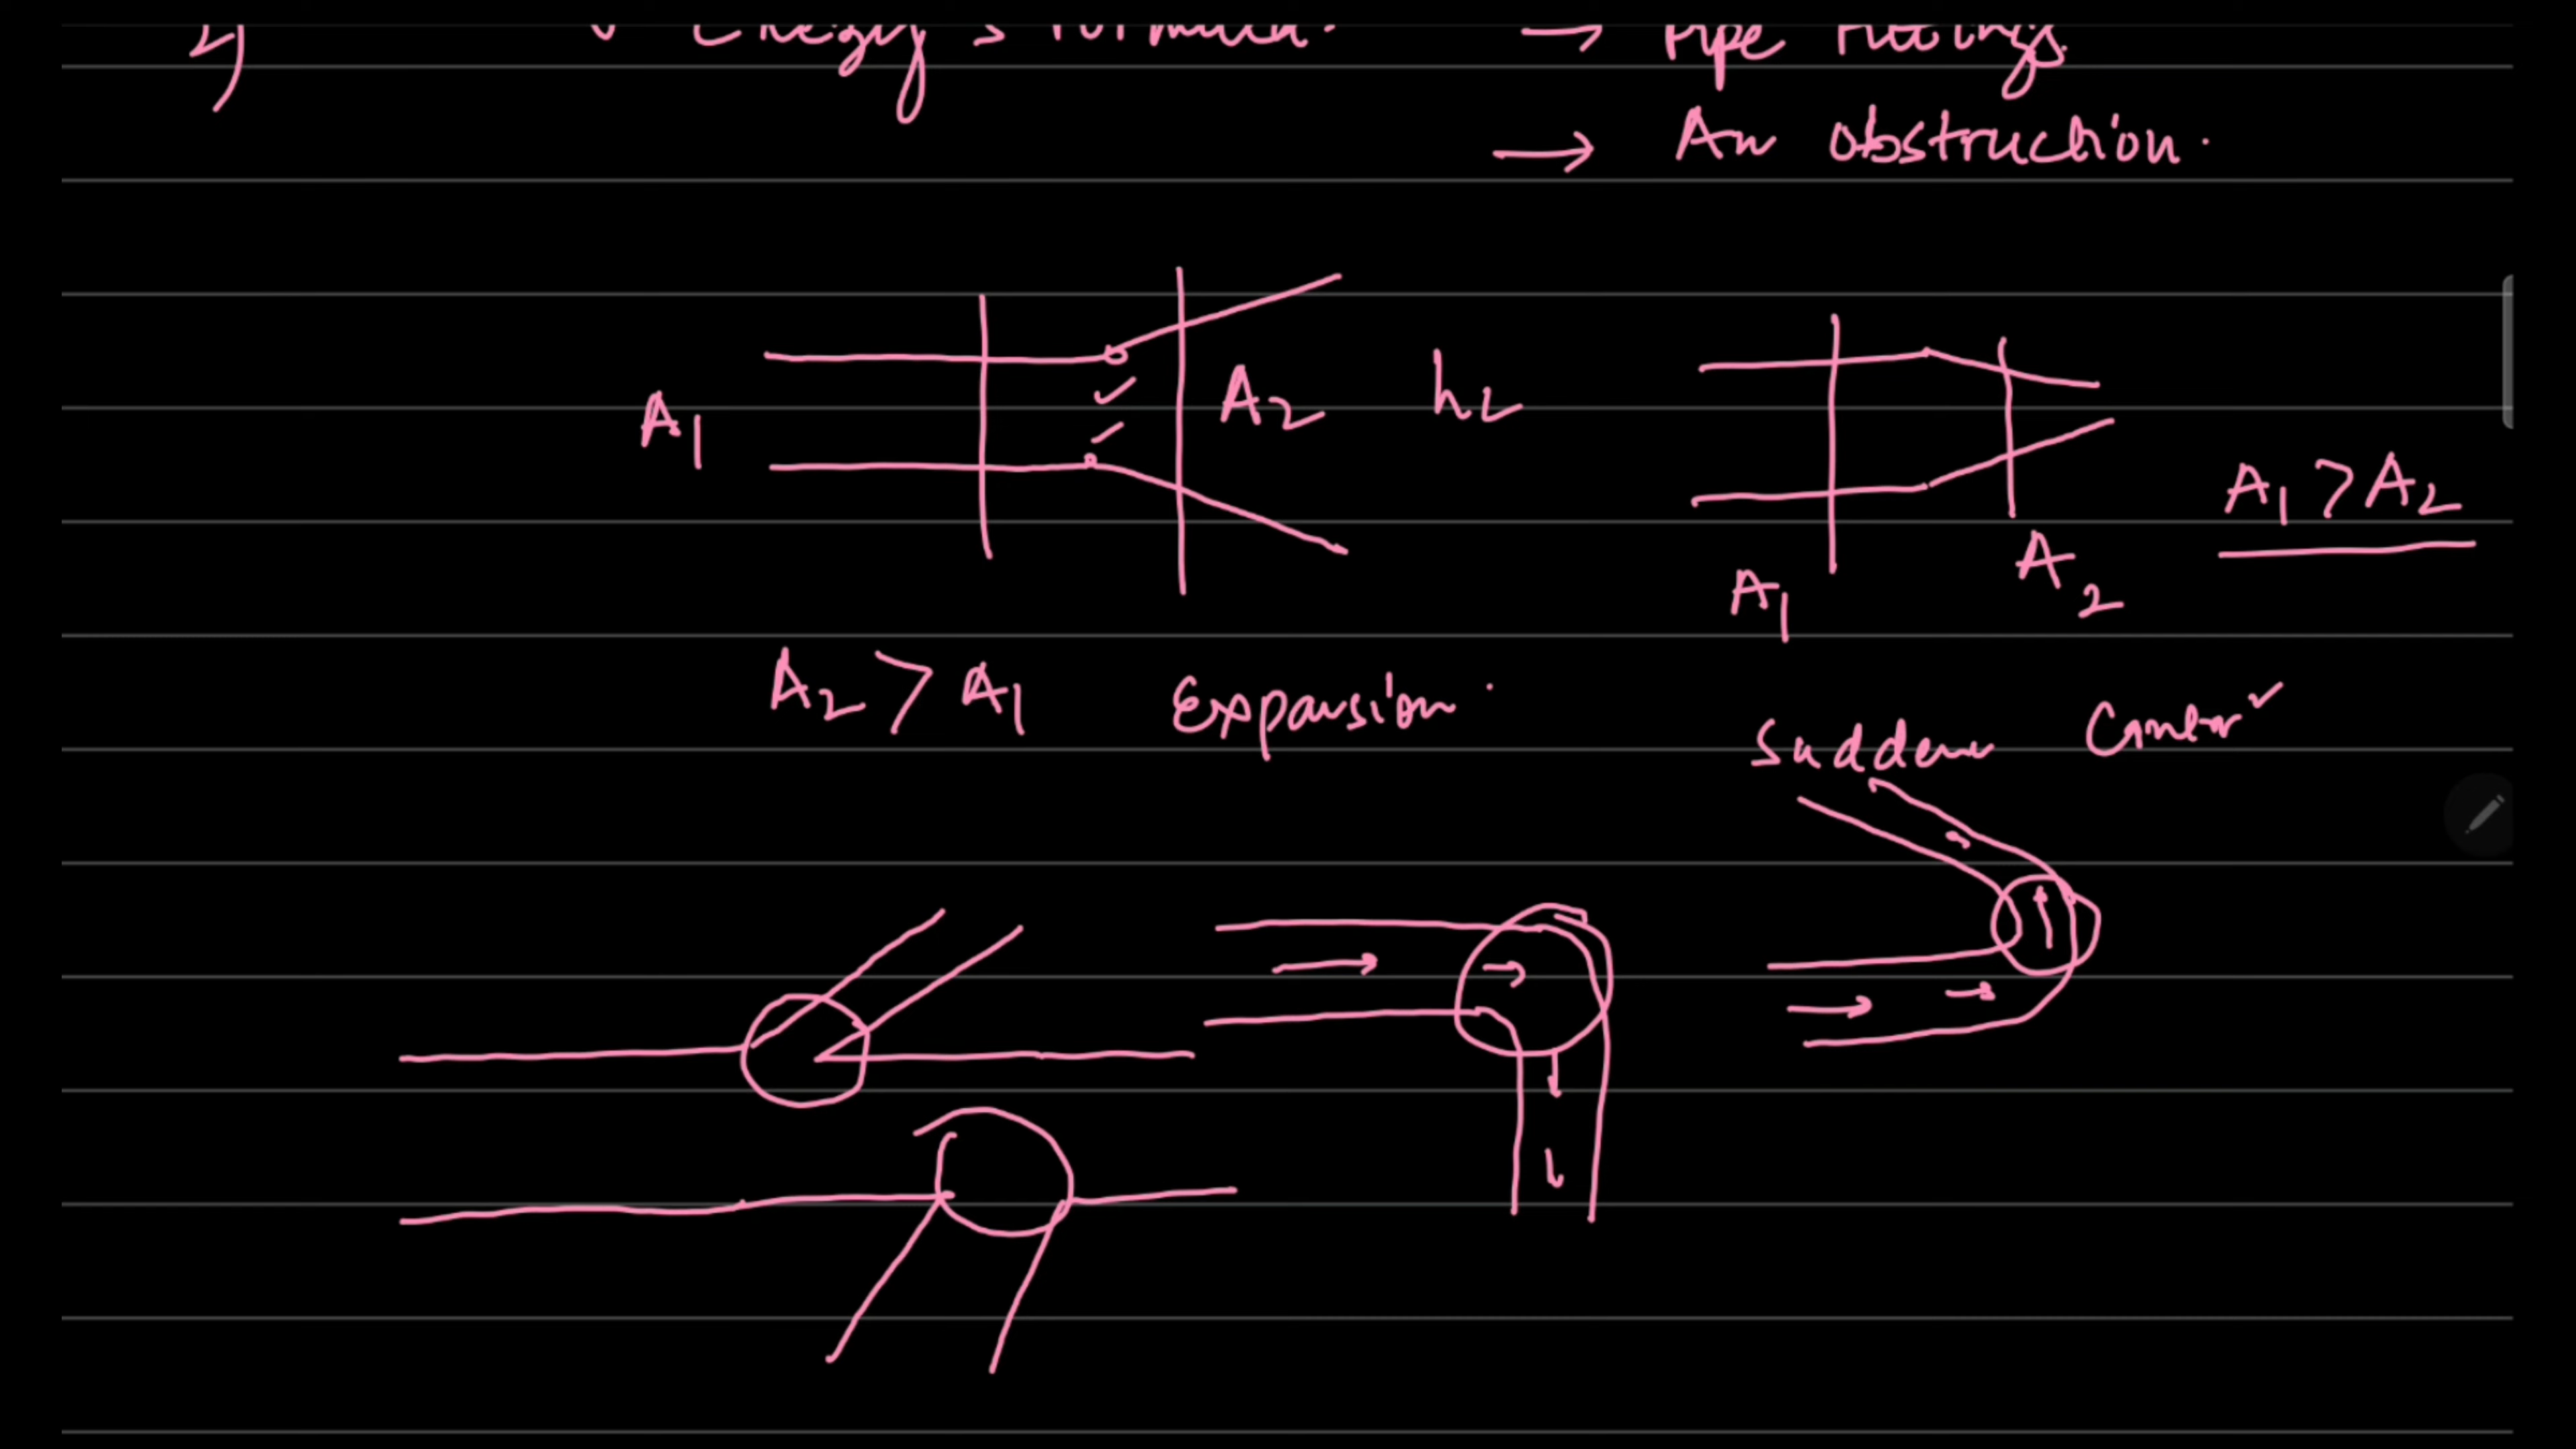 2)
→ Pipe fittings.
→ An obstruction.
A1 A2 hL
A1 A2
A1 > A2
A2 > A1 Expansion.
Sudden